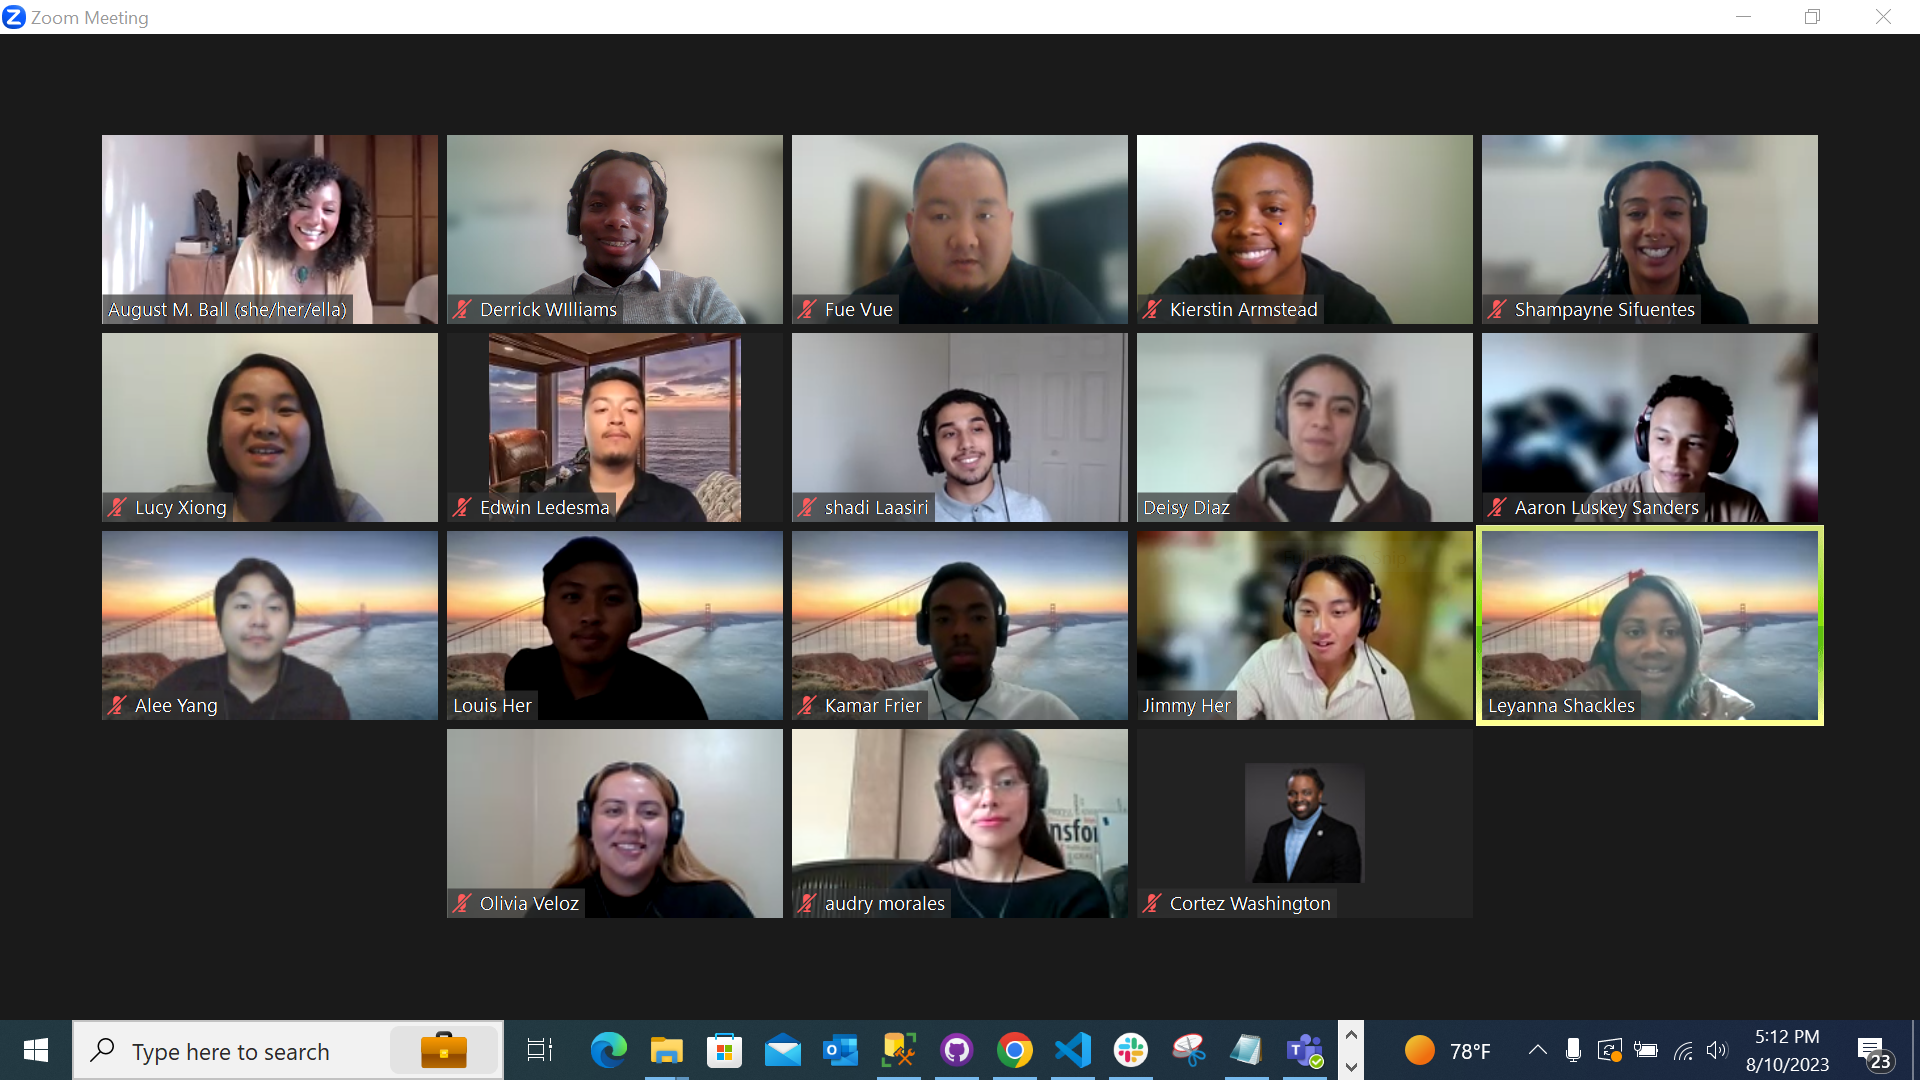 Zoom Meeting
August M. Ball (she/her/ella)
Derrick WIlliams
Fue Vue
Kierstin Armstead
Shampayne Sifuentes
Lucy Xiong
Edwin Ledesma
shadi Laasiri
Deisy Diaz
Aaron Luskey Sanders
Alee Yang
Louis Her
Kamar Frier
Jimmy Her
Leyanna Shackles
nsfor
Olivia Veloz
audry morales
Cortez Washington
Type here to search
78°F
5:12 PM
8/10/2023
23